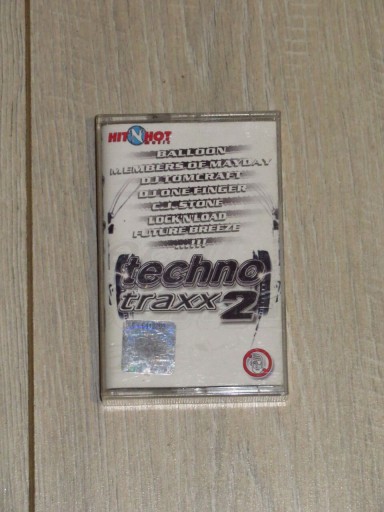 HIT N HOT
MUSIC
BALLOON
MEMBERS OF MAYDAY
DJ TOMCRAFT
DJ ONE FINGER
C.J. STONE
LOCK'N'LOAD
FUTURE BREEZE
...!!!
techno
traxx 2